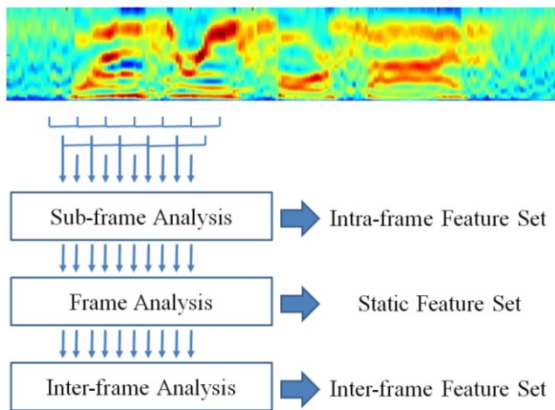 Sub-frame Analysis
Intra-frame Feature Set
Frame Analysis
Static Feature Set
Inter-frame Analysis
Inter-frame Feature Set